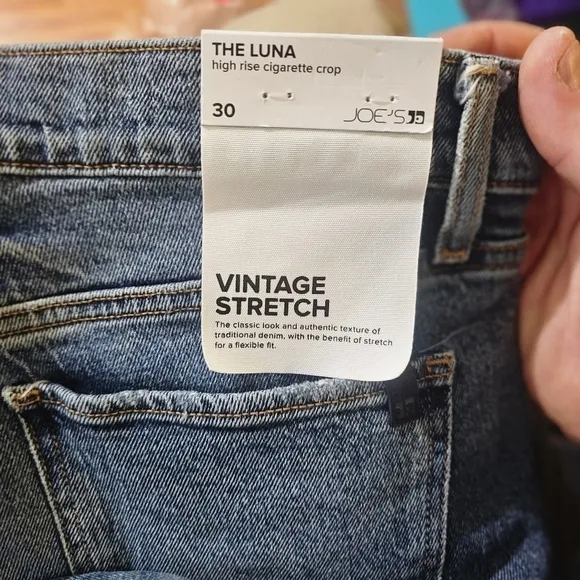 THE LUNA
high rise cigarette crop
30 JOE'S
VINTAGE
STRETCH
The classic look and authentic texture of
traditional denim, with the benefit of stretch
for a flexible fit.